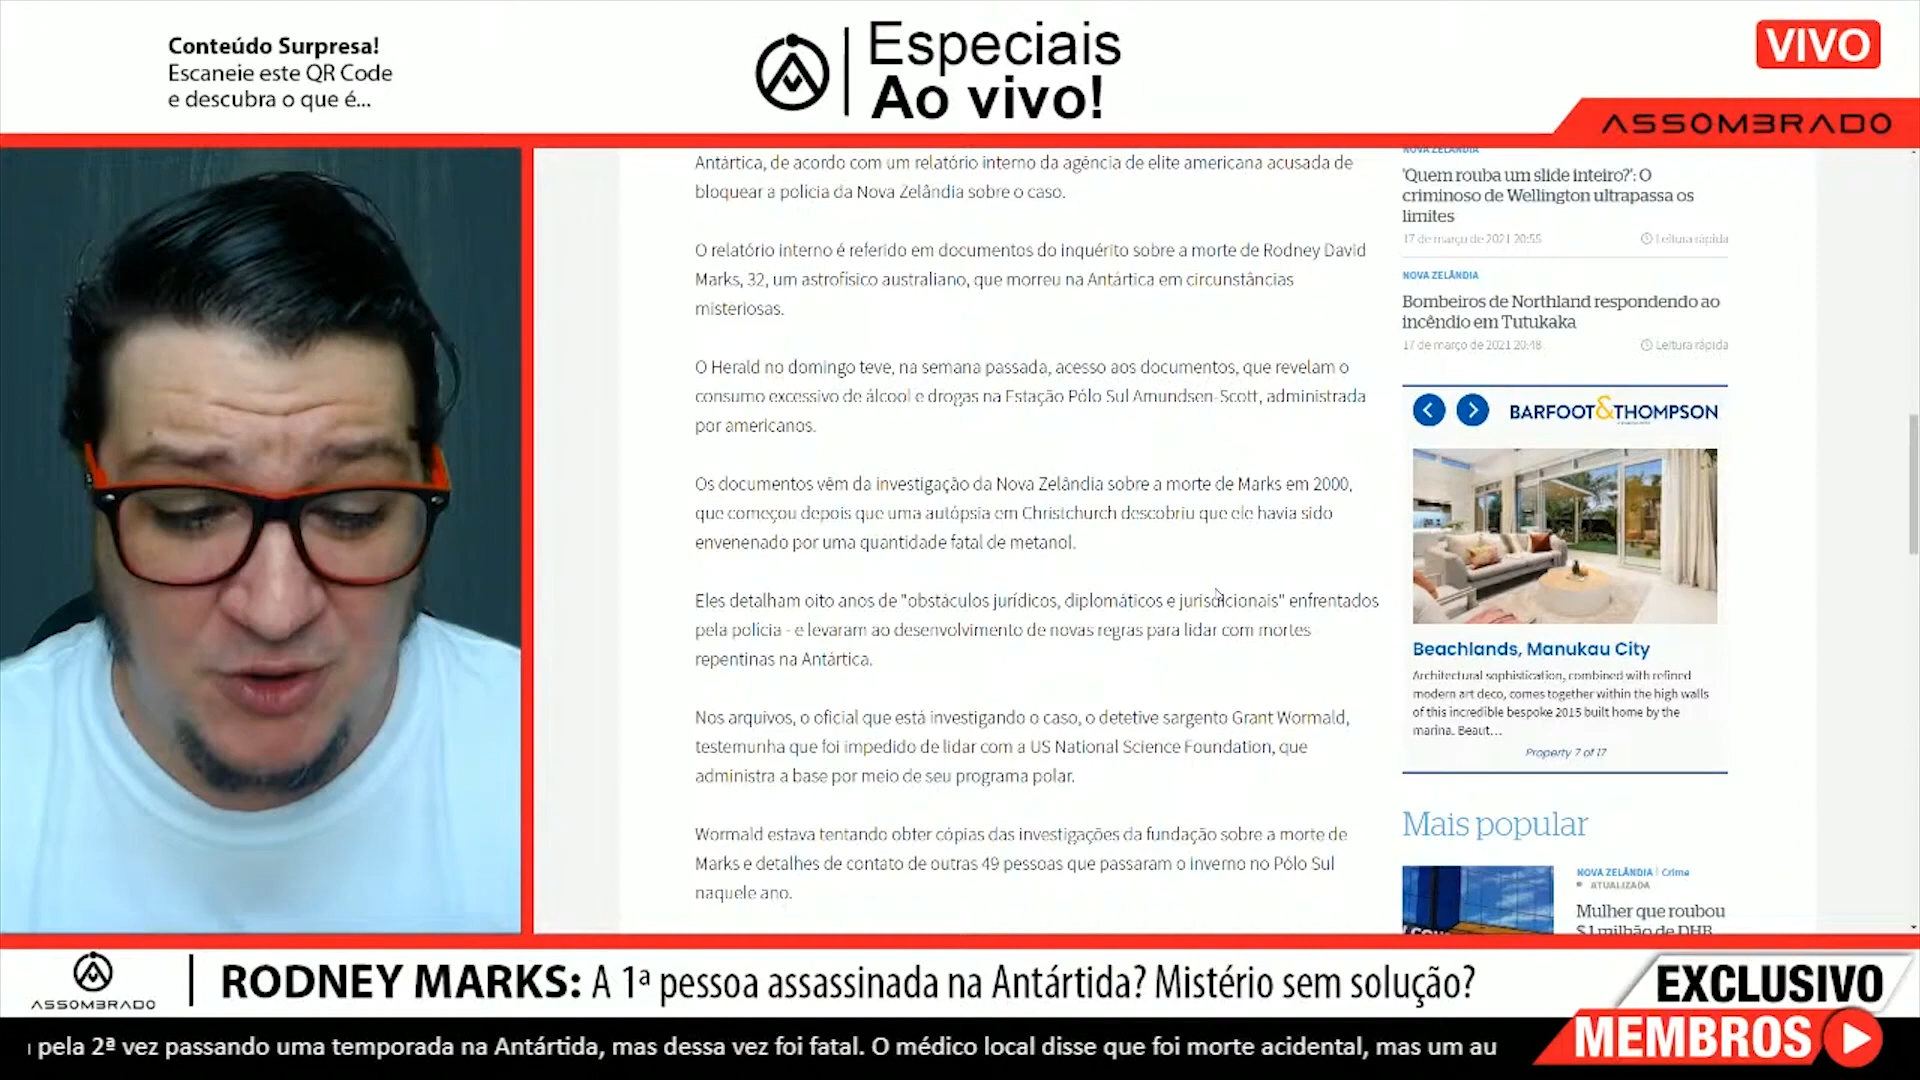 Conteúdo Surpresa!
Escaneie este QR Code
e descubra o que é...
Especiais
Ao vivo!
VIVO
ASSOMBRADO
Antártica, de acordo com um relatório interno da agência de elite americana acusada de
bloquear a polícia da Nova Zelândia sobre o caso.
O relatório interno é referido em documentos do inquérito sobre a morte de Rodney David
Marks, 32, um astrofísico australiano, que morreu na Antártica em circunstâncias
misteriosas.
O Herald no domingo teve, na semana passada, acesso aos documentos, que revelam o
consumo excessivo de álcool e drogas na Estação Pólo Sul Amundsen-Scott, administrada
por americanos.
Os documentos vêm da investigação da Nova Zelândia sobre a morte de Marks em 2000,
que começou depois que uma autópsia em Christchurch descobriu que ele havia sido
envenenado por uma quantidade fatal de metanol.
Eles detalham oito anos de "obstáculos jurídicos, diplomáticos e jurisdicionais" enfrentados
pela polícia - e levaram ao desenvolvimento de novas regras para lidar com mortes
repentinas na Antártica.
Nos arquivos, o oficial que está investigando o caso, o detetive sargento Grant Wormald,
testemunha que foi impedido de lidar com a US National Science Foundation, que
administra a base por meio de seu programa polar.
Wormald estava tentando obter cópias das investigações da fundação sobre a morte de
Marks e detalhes de contato de outras 49 pessoas que passaram o inverno no Pólo Sul
naquele ano.
NOVA ZELÂNDIA
'Quem rouba um slide inteiro?': O
criminoso de Wellington ultrapassa os
limites
17 de março de 2021 20:55 Leitura rápida
NOVA ZELÂNDIA
Bombeiros de Northland respondendo ao
incêndio em Tutukaka
17 de março de 2021 20:48 Leitura rápida
BARFOOT&THOMPSON
Beachlands, Manukau City
Architectural sophistication, combined with refined
modern art deco, comes together within the high walls
of this incredible bespoke 2015 built home by the
marina. Beaut...
Property 7 of 17
Mais popular
NOVA ZELÂNDIA | Crime
ATUALIZADA
Mulher que roubou
$ 1 milhão de DHB
ASSOMBRADO
RODNEY MARKS: A 1ª pessoa assassinada na Antártida? Mistério sem solução?
EXCLUSIVO
MEMBROS
pela 2ª vez passando uma temporada na Antártida, mas dessa vez foi fatal. O médico local disse que foi morte acidental, mas um au